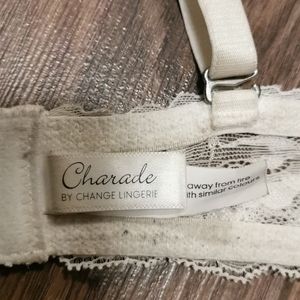 Charade
BY CHANGE LINGERIE
away from fire
with similar colours